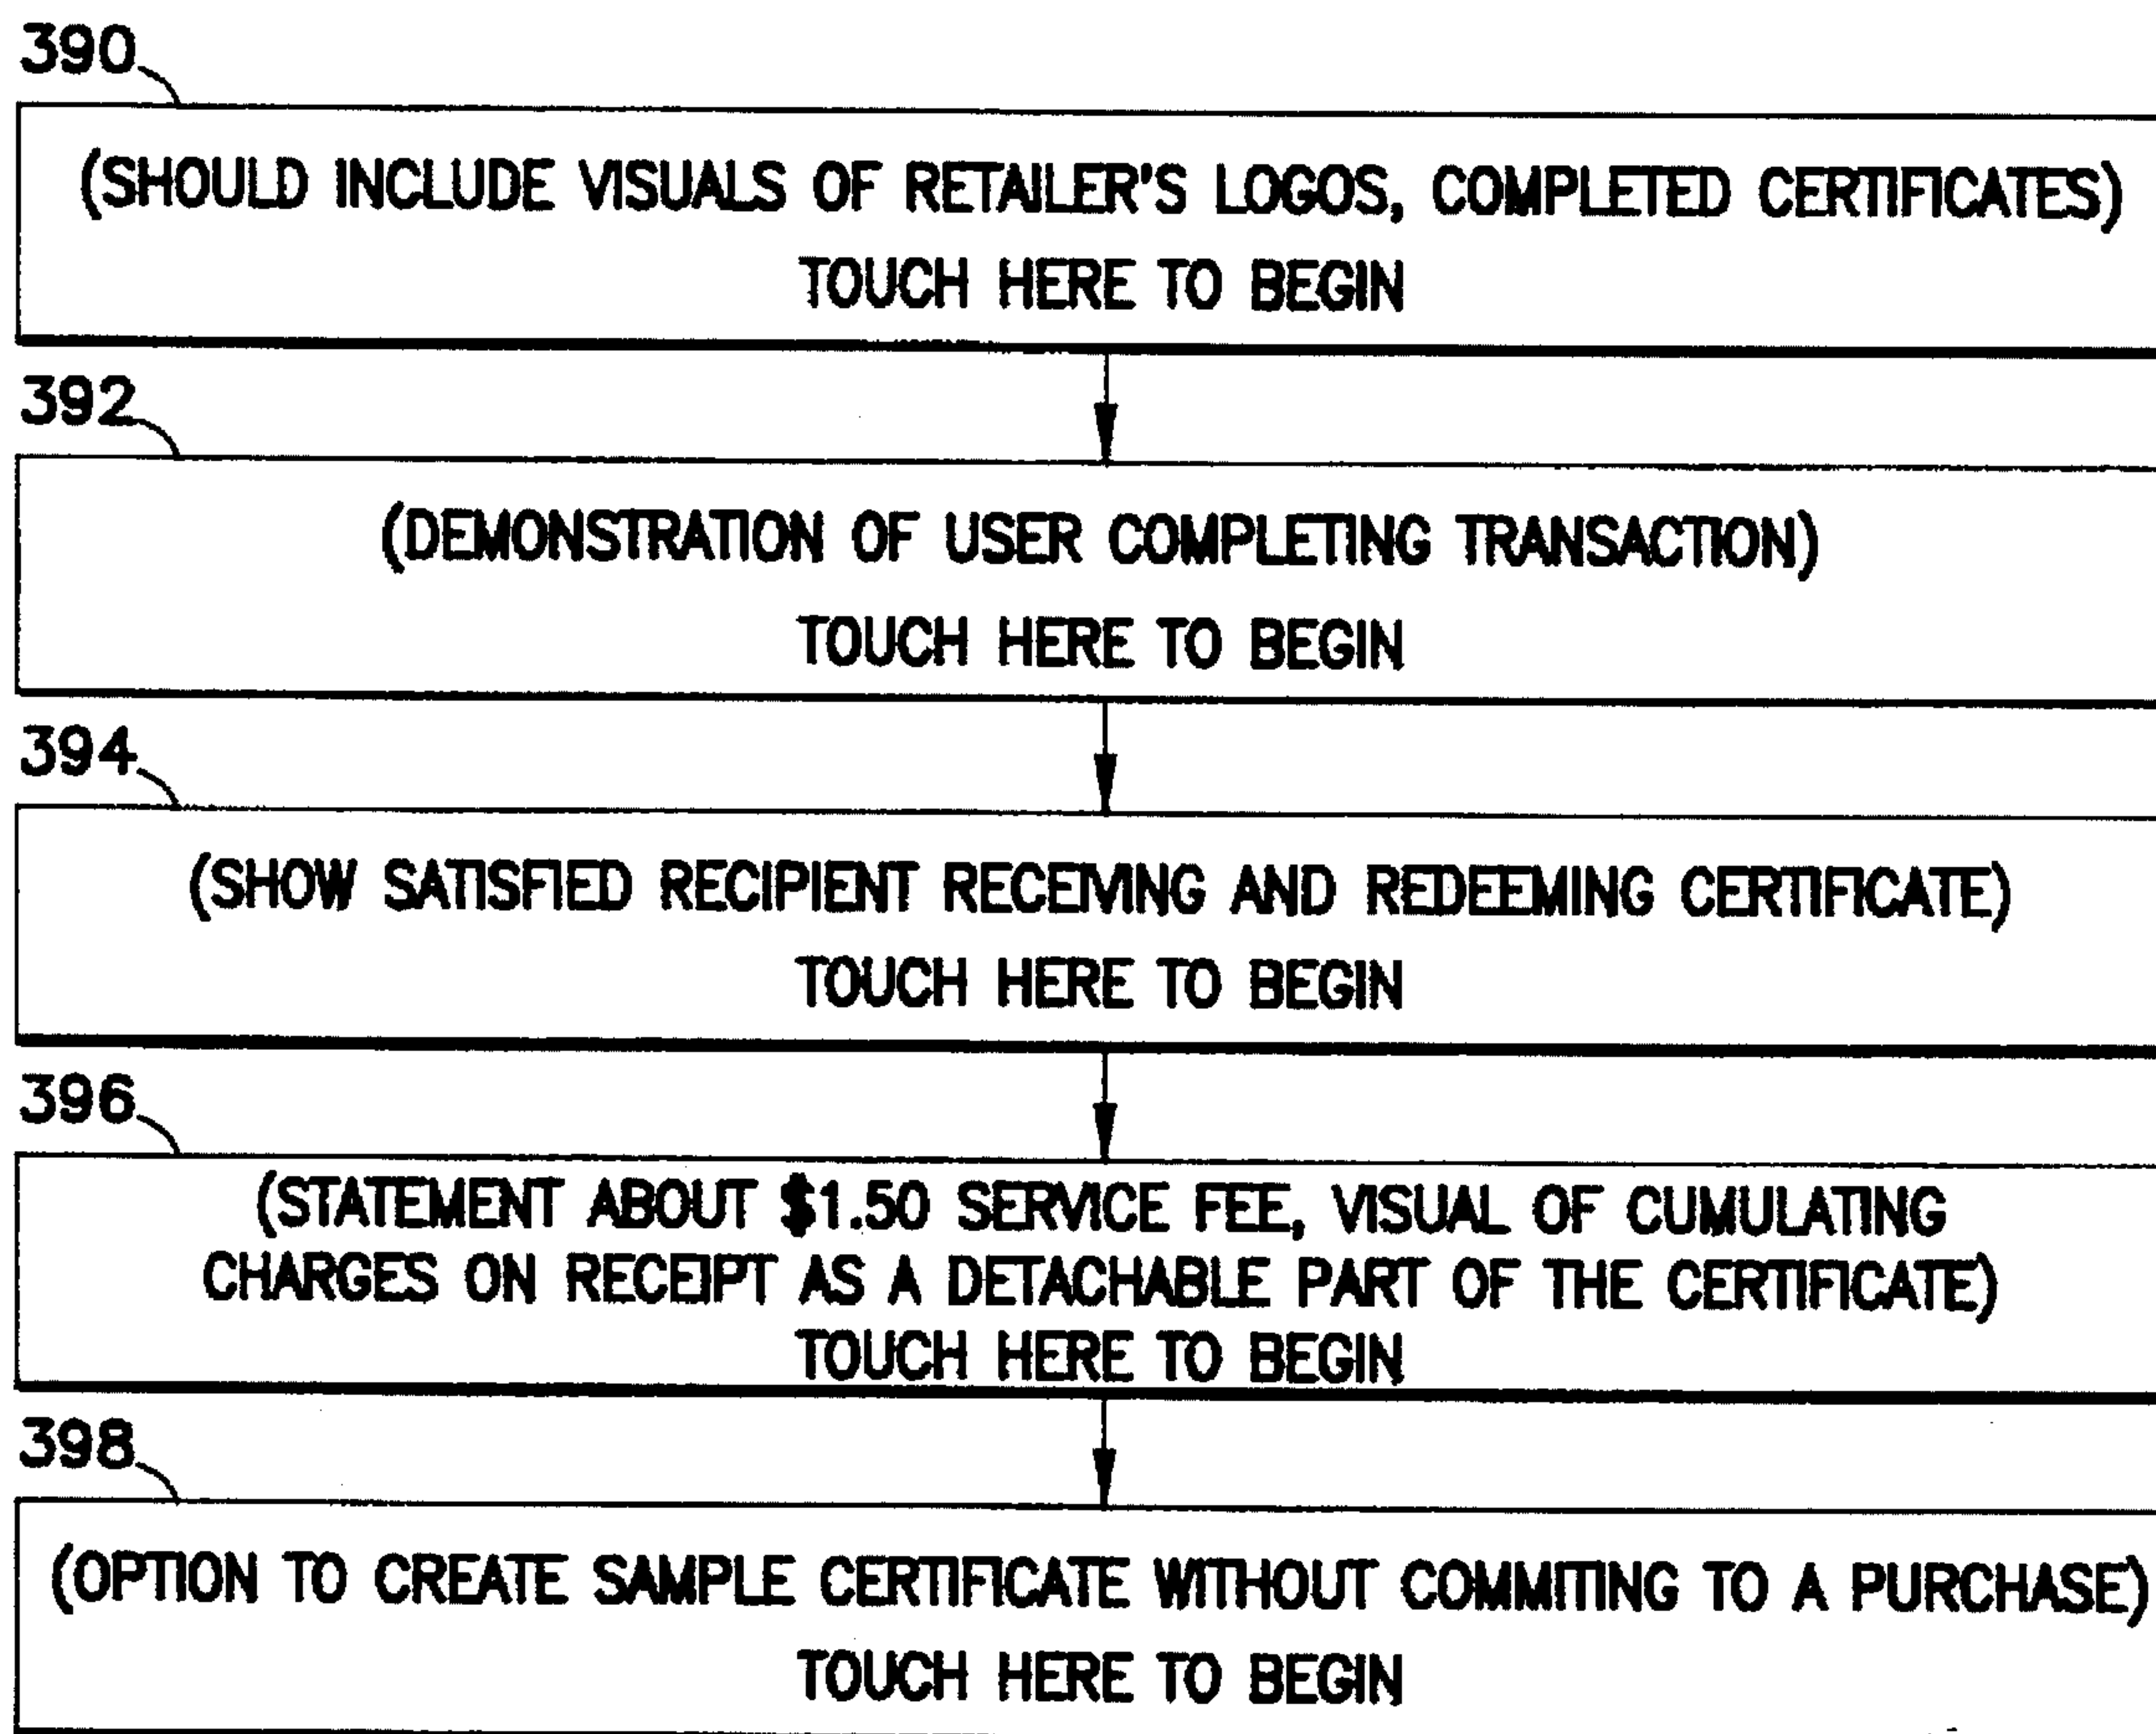 390
(SHOULD INCLUDE VISUALS OF RETAILER'S LOGOS, COMPLETED CERTIFICATES)
TOUCH HERE TO BEGIN
392
(DEMONSTRATION OF USER COMPLETING TRANSACTION)
TOUCH HERE TO BEGIN
394
(SHOW SATISFIED RECIPIENT RECEIVING AND REDEEMING CERTIFICATE)
TOUCH HERE TO BEGIN
396
(STATEMENT ABOUT $1.50 SERVICE FEE, VISUAL OF CUMULATING
CHARGES ON RECEIPT AS A DETACHABLE PART OF THE CERTIFICATE)
TOUCH HERE TO BEGIN
398
(OPTION TO CREATE SAMPLE CERTIFICATE WITHOUT COMMITING TO A PURCHASE)
TOUCH HERE TO BEGIN